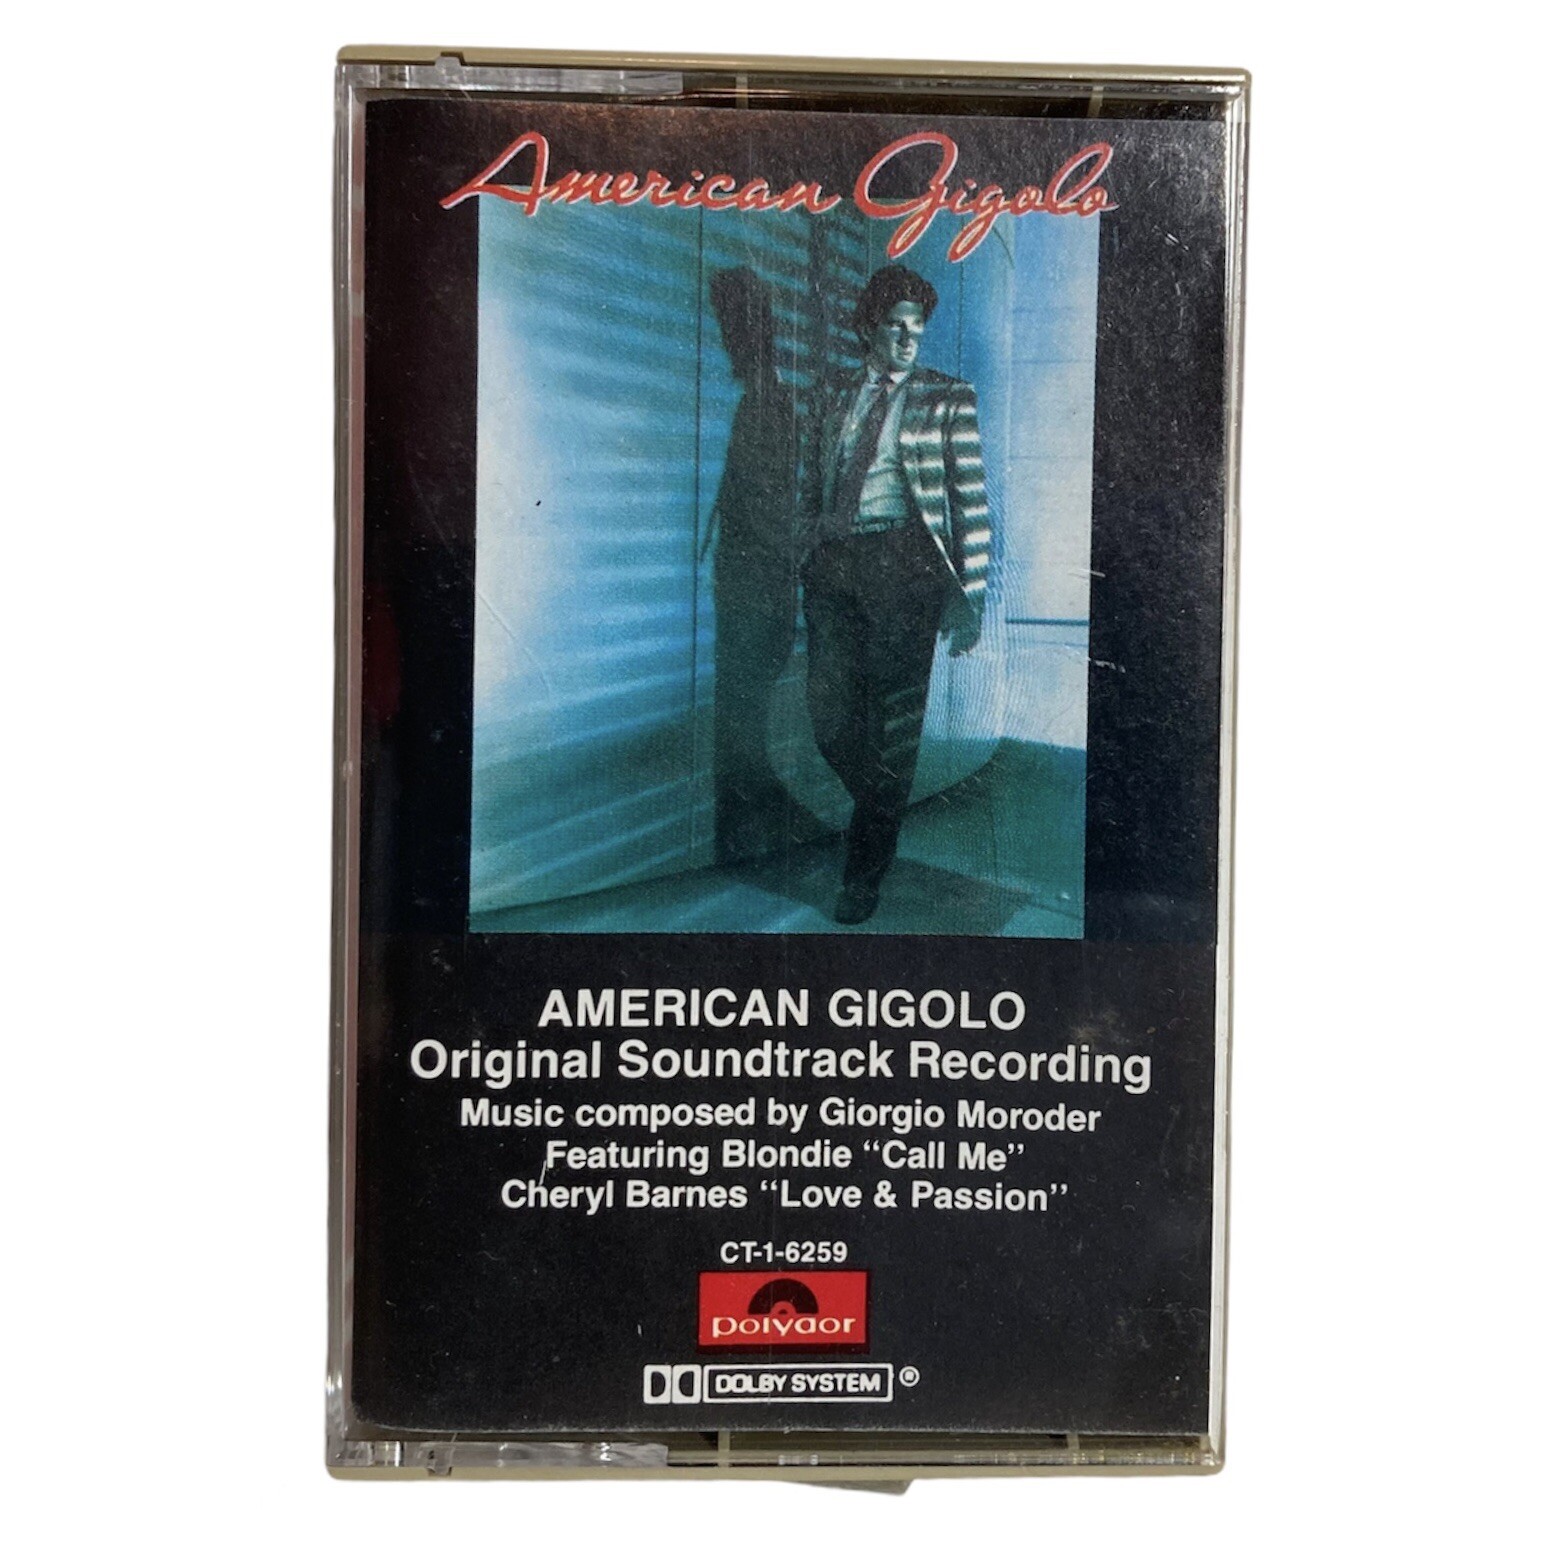 American Gigolo
AMERICAN GIGOLO
Original Soundtrack Recording
Music composed by Giorgio Moroder
Featuring Blondie “Call Me”
Cheryl Barnes “Love & Passion”
CT-1-6259
polydor
DOLBY SYSTEM ®